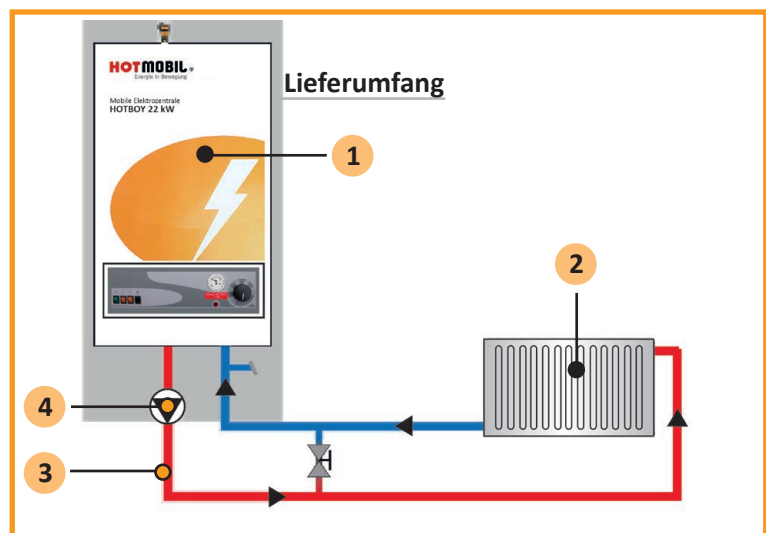 HOTMOBIL®
Energie in Bewegung
Lieferumfang
Mobile Elektrozentrale
HOTBOY 22 kW
1
2
4
3